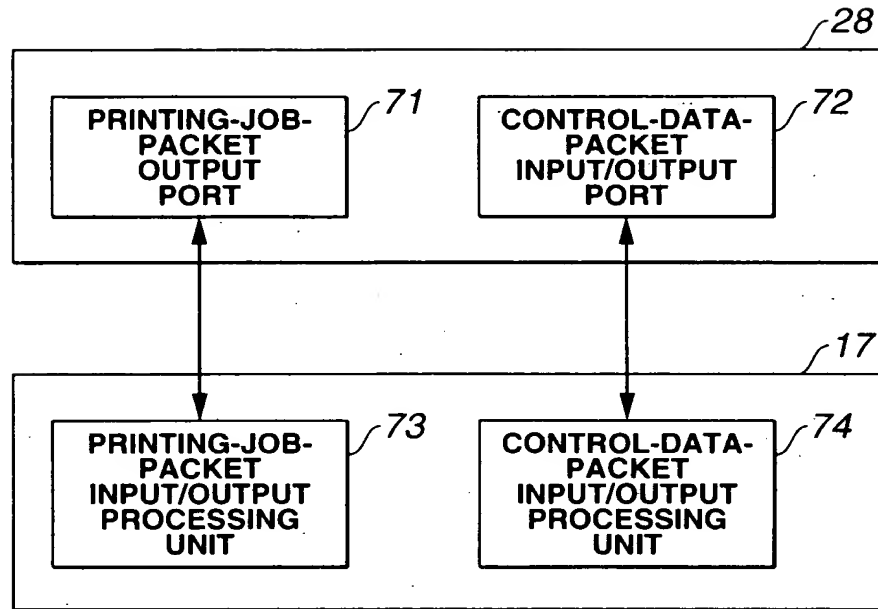 28
71
72
PRINTING-JOB-
PACKET
OUTPUT
PORT
CONTROL-DATA-
PACKET
INPUT/OUTPUT
PORT
17
73
74
PRINTING-JOB-
PACKET
INPUT/OUTPUT
PROCESSING
UNIT
CONTROL-DATA-
PACKET
INPUT/OUTPUT
PROCESSING
UNIT